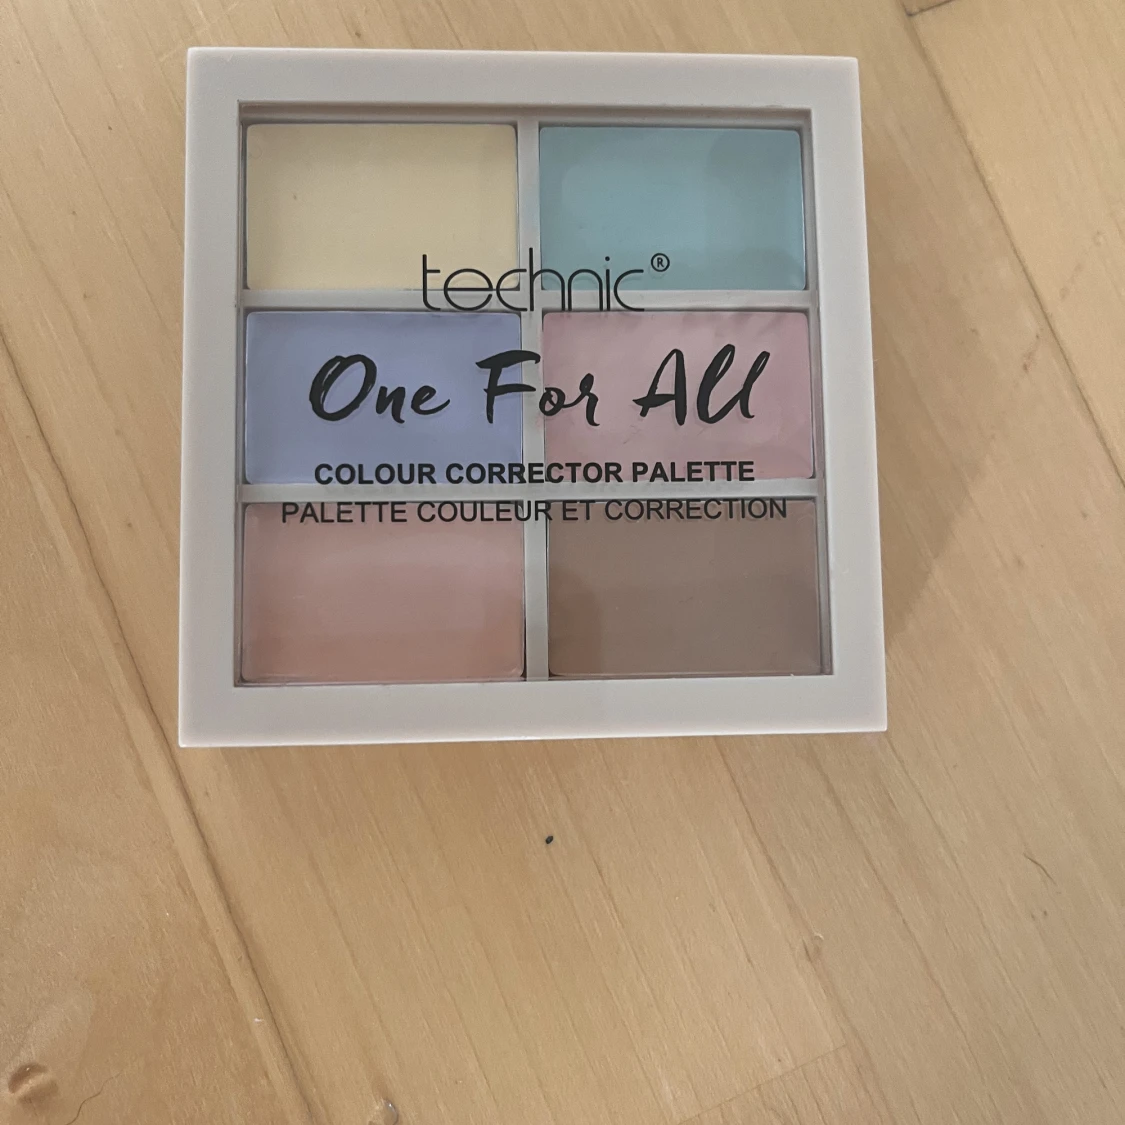 technic®
One For All
COLOUR CORRECTOR PALETTE
PALETTE COULEUR ET CORRECTION